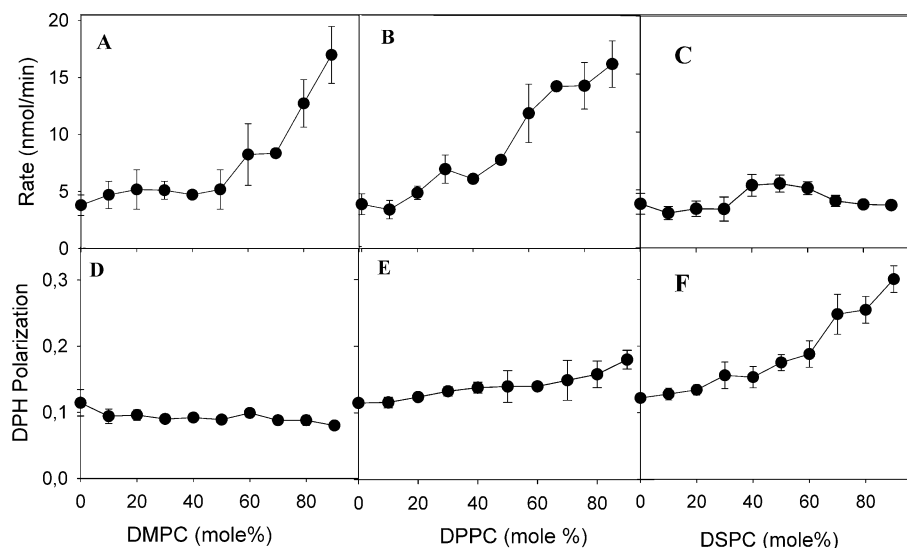 20
15
10
5
0
Rate (nmol/min)
A
B
C
0,3
0,2
0,1
0,0
DPH Polarization
D
E
F
0 20 40 60 80
0 20 40 60 80
0 20 40 60 80
DMPC (mole%)
DPPC (mole %)
DSPC (mole%)